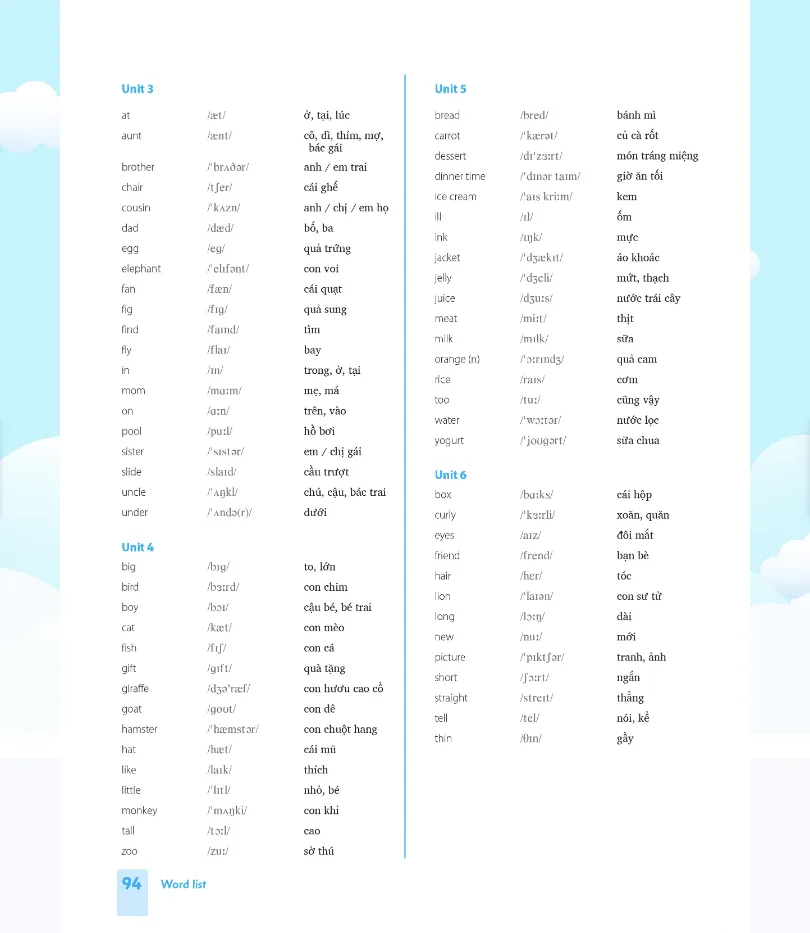 Unit 3
at /æt/ ở, tại, lúc
aunt /ænt/ cô, dì, thím, mợ,
bác gái
brother /ˈbrʌðər/ anh / em trai
chair /tʃer/ cái ghế
cousin /ˈkʌzn/ anh / chị / em họ
dad /dæd/ bố, ba
egg /eɡ/ quả trứng
elephant /ˈelɪfənt/ con voi
fan /fæn/ cái quạt
fig /fɪɡ/ quả sung
find /faɪnd/ tìm
fly /flaɪ/ bay
in /ɪn/ trong, ở, tại
mom /mɑːm/ mẹ, má
on /ɑːn/ trên, vào
pool /puːl/ hồ bơi
sister /ˈsɪstər/ em / chị gái
slide /slaɪd/ cầu trượt
uncle /ˈʌŋkl/ chú, cậu, bác trai
under /ˈʌndə(r)/ dưới
Unit 4
big /bɪɡ/ to, lớn
bird /bɜːrd/ con chim
boy /bɔɪ/ cậu bé, bé trai
cat /kæt/ con mèo
fish /fɪʃ/ con cá
gift /ɡɪft/ quà tặng
giraffe /dʒəˈræf/ con hươu cao cổ
goat /ɡoʊt/ con dê
hamster /ˈhæmstər/ con chuột hang
hat /hæt/ cái mũ
like /laɪk/ thích
little /ˈlɪtl/ nhỏ, bé
monkey /ˈmʌŋki/ con khỉ
tall /tɔːl/ cao
zoo /zuː/ sở thú
Unit 5
bread /bred/ bánh mì
carrot /ˈkærət/ củ cà rốt
dessert /dɪˈzɜːrt/ món tráng miệng
dinner time /ˈdɪnər taɪm/ giờ ăn tối
ice cream /ˈaɪs kriːm/ kem
ill /ɪl/ ốm
ink /ɪŋk/ mực
jacket /ˈdʒækɪt/ áo khoác
jelly /ˈdʒeli/ mứt, thạch
juice /dʒuːs/ nước trái cây
meat /miːt/ thịt
milk /mɪlk/ sữa
orange (n) /ˈɔːrɪndʒ/ quả cam
rice /raɪs/ cơm
too /tuː/ cũng vậy
water /ˈwɔːtər/ nước lọc
yogurt /ˈjoʊɡərt/ sữa chua
Unit 6
box /bɑːks/ cái hộp
curly /ˈkɜːrli/ xoăn, quăn
eyes /aɪz/ đôi mắt
friend /frend/ bạn bè
hair /her/ tóc
lion /ˈlaɪən/ con sư tử
long /lɔːŋ/ dài
new /nuː/ mới
picture /ˈpɪktʃər/ tranh, ảnh
short /ʃɔːrt/ ngắn
straight /streɪt/ thẳng
tell /tel/ nói, kể
thin /θɪn/ gầy
94 Word list